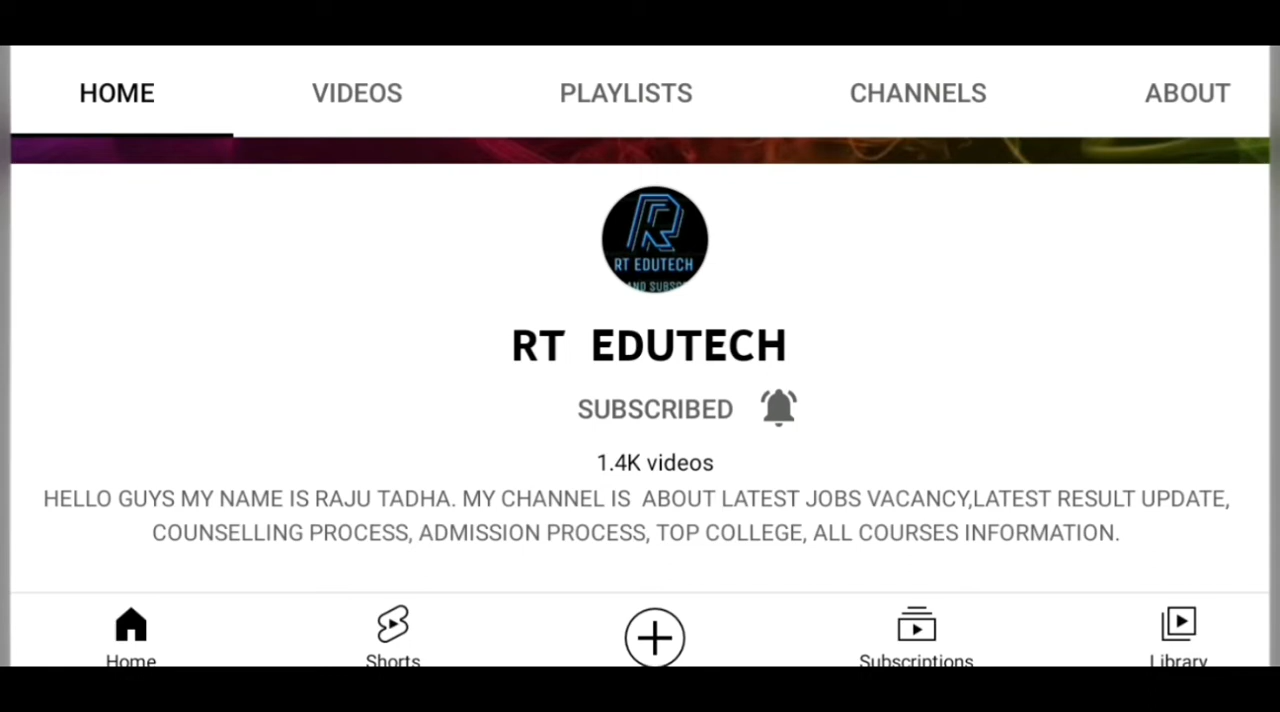 HOME VIDEOS PLAYLISTS CHANNELS ABOUT
RT EDUTECH
AND SUBSC
RT EDUTECH
SUBSCRIBED
1.4K videos
HELLO GUYS MY NAME IS RAJU TADHA. MY CHANNEL IS ABOUT LATEST JOBS VACANCY,LATEST RESULT UPDATE,
COUNSELLING PROCESS, ADMISSION PROCESS, TOP COLLEGE, ALL COURSES INFORMATION.
Home Shorts Subscriptions Library